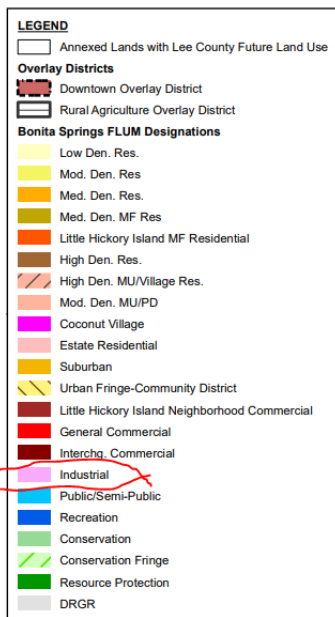 LEGEND
Annexed Lands with Lee County Future Land Use
Overlay Districts
Downtown Overlay District
Rural Agriculture Overlay District
Bonita Springs FLUM Designations
Low Den. Res.
Mod. Den. Res
Med. Den. Res.
Med. Den. MF Res
Little Hickory Island MF Residential
High Den. Res.
High Den. MU/Village Res.
Mod. Den. MU/PD
Coconut Village
Estate Residential
Suburban
Urban Fringe-Community District
Little Hickory Island Neighborhood Commercial
General Commercial
Interchg. Commercial
Industrial
Public/Semi-Public
Recreation
Conservation
Conservation Fringe
Resource Protection
DRGR